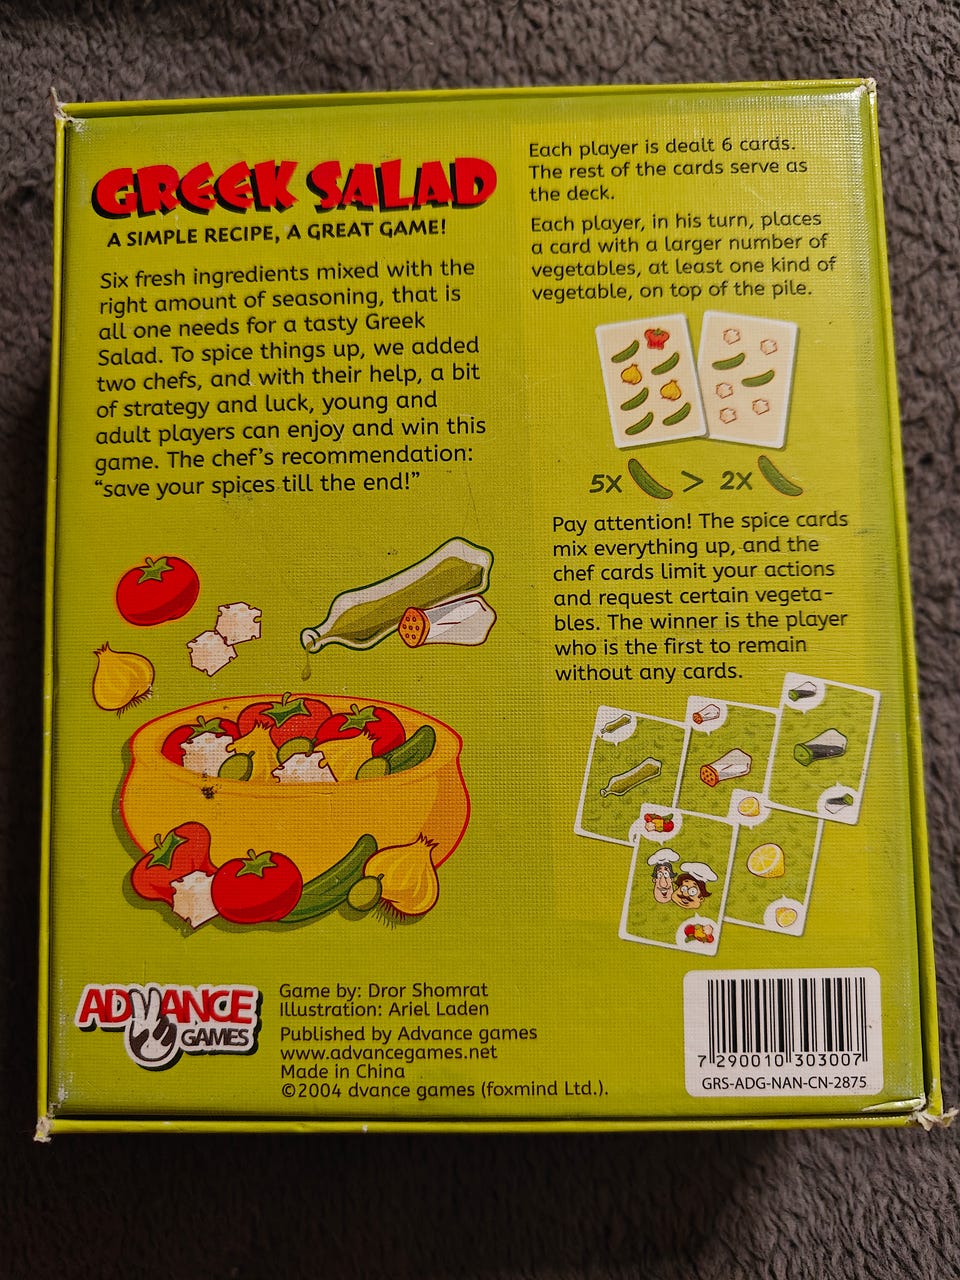 GREEK SALAD
A SIMPLE RECIPE, A GREAT GAME!
Six fresh ingredients mixed with the
right amount of seasoning, that is
all one needs for a tasty Greek
Salad. To spice things up, we added
two chefs, and with their help, a bit
of strategy and luck, young and
adult players can enjoy and win this
game. The chef's recommendation:
"save your spices till the end!"
Each player is dealt 6 cards.
The rest of the cards serve as
the deck.
Each player, in his turn, places
a card with a larger number of
vegetables, at least one kind of
vegetable, on top of the pile.
5x > 2x
Pay attention! The spice cards
mix everything up, and the
chef cards limit your actions
and request certain vegeta-
bles. The winner is the player
who is the first to remain
without any cards.
ADVANCE
GAMES
Game by: Dror Shomrat
Illustration: Ariel Laden
Published by Advance games
www.advancegames.net
Made in China
©2004 dvance games (foxmind Ltd.).
7 290010 303007
GRS-ADG-NAN-CN-2875